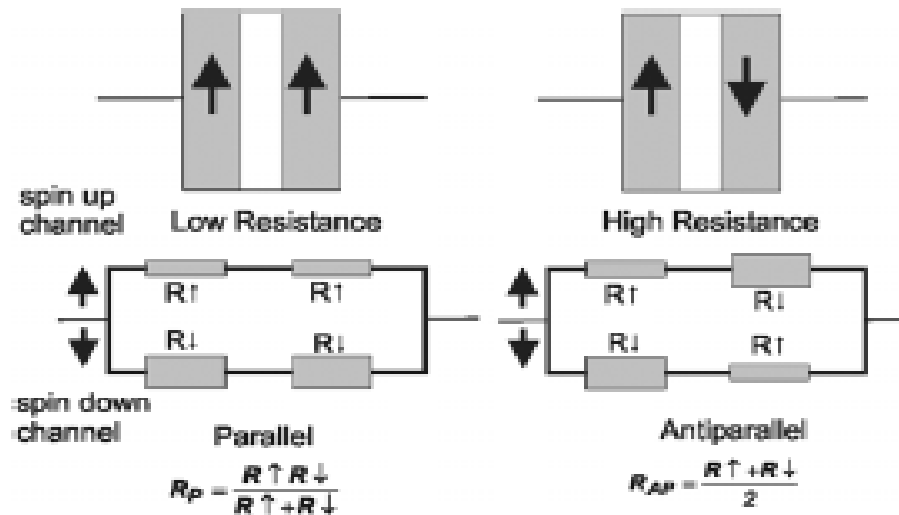 spin up
channel
Low Resistance
High Resistance
R↑ R↑
R↓ R↓
R↑ R↓
R↓ R↑
spin down
channel
Parallel
Antiparallel
R_P = R↑R↓ / R↑+R↓
R_AP = R↑+R↓ / 2